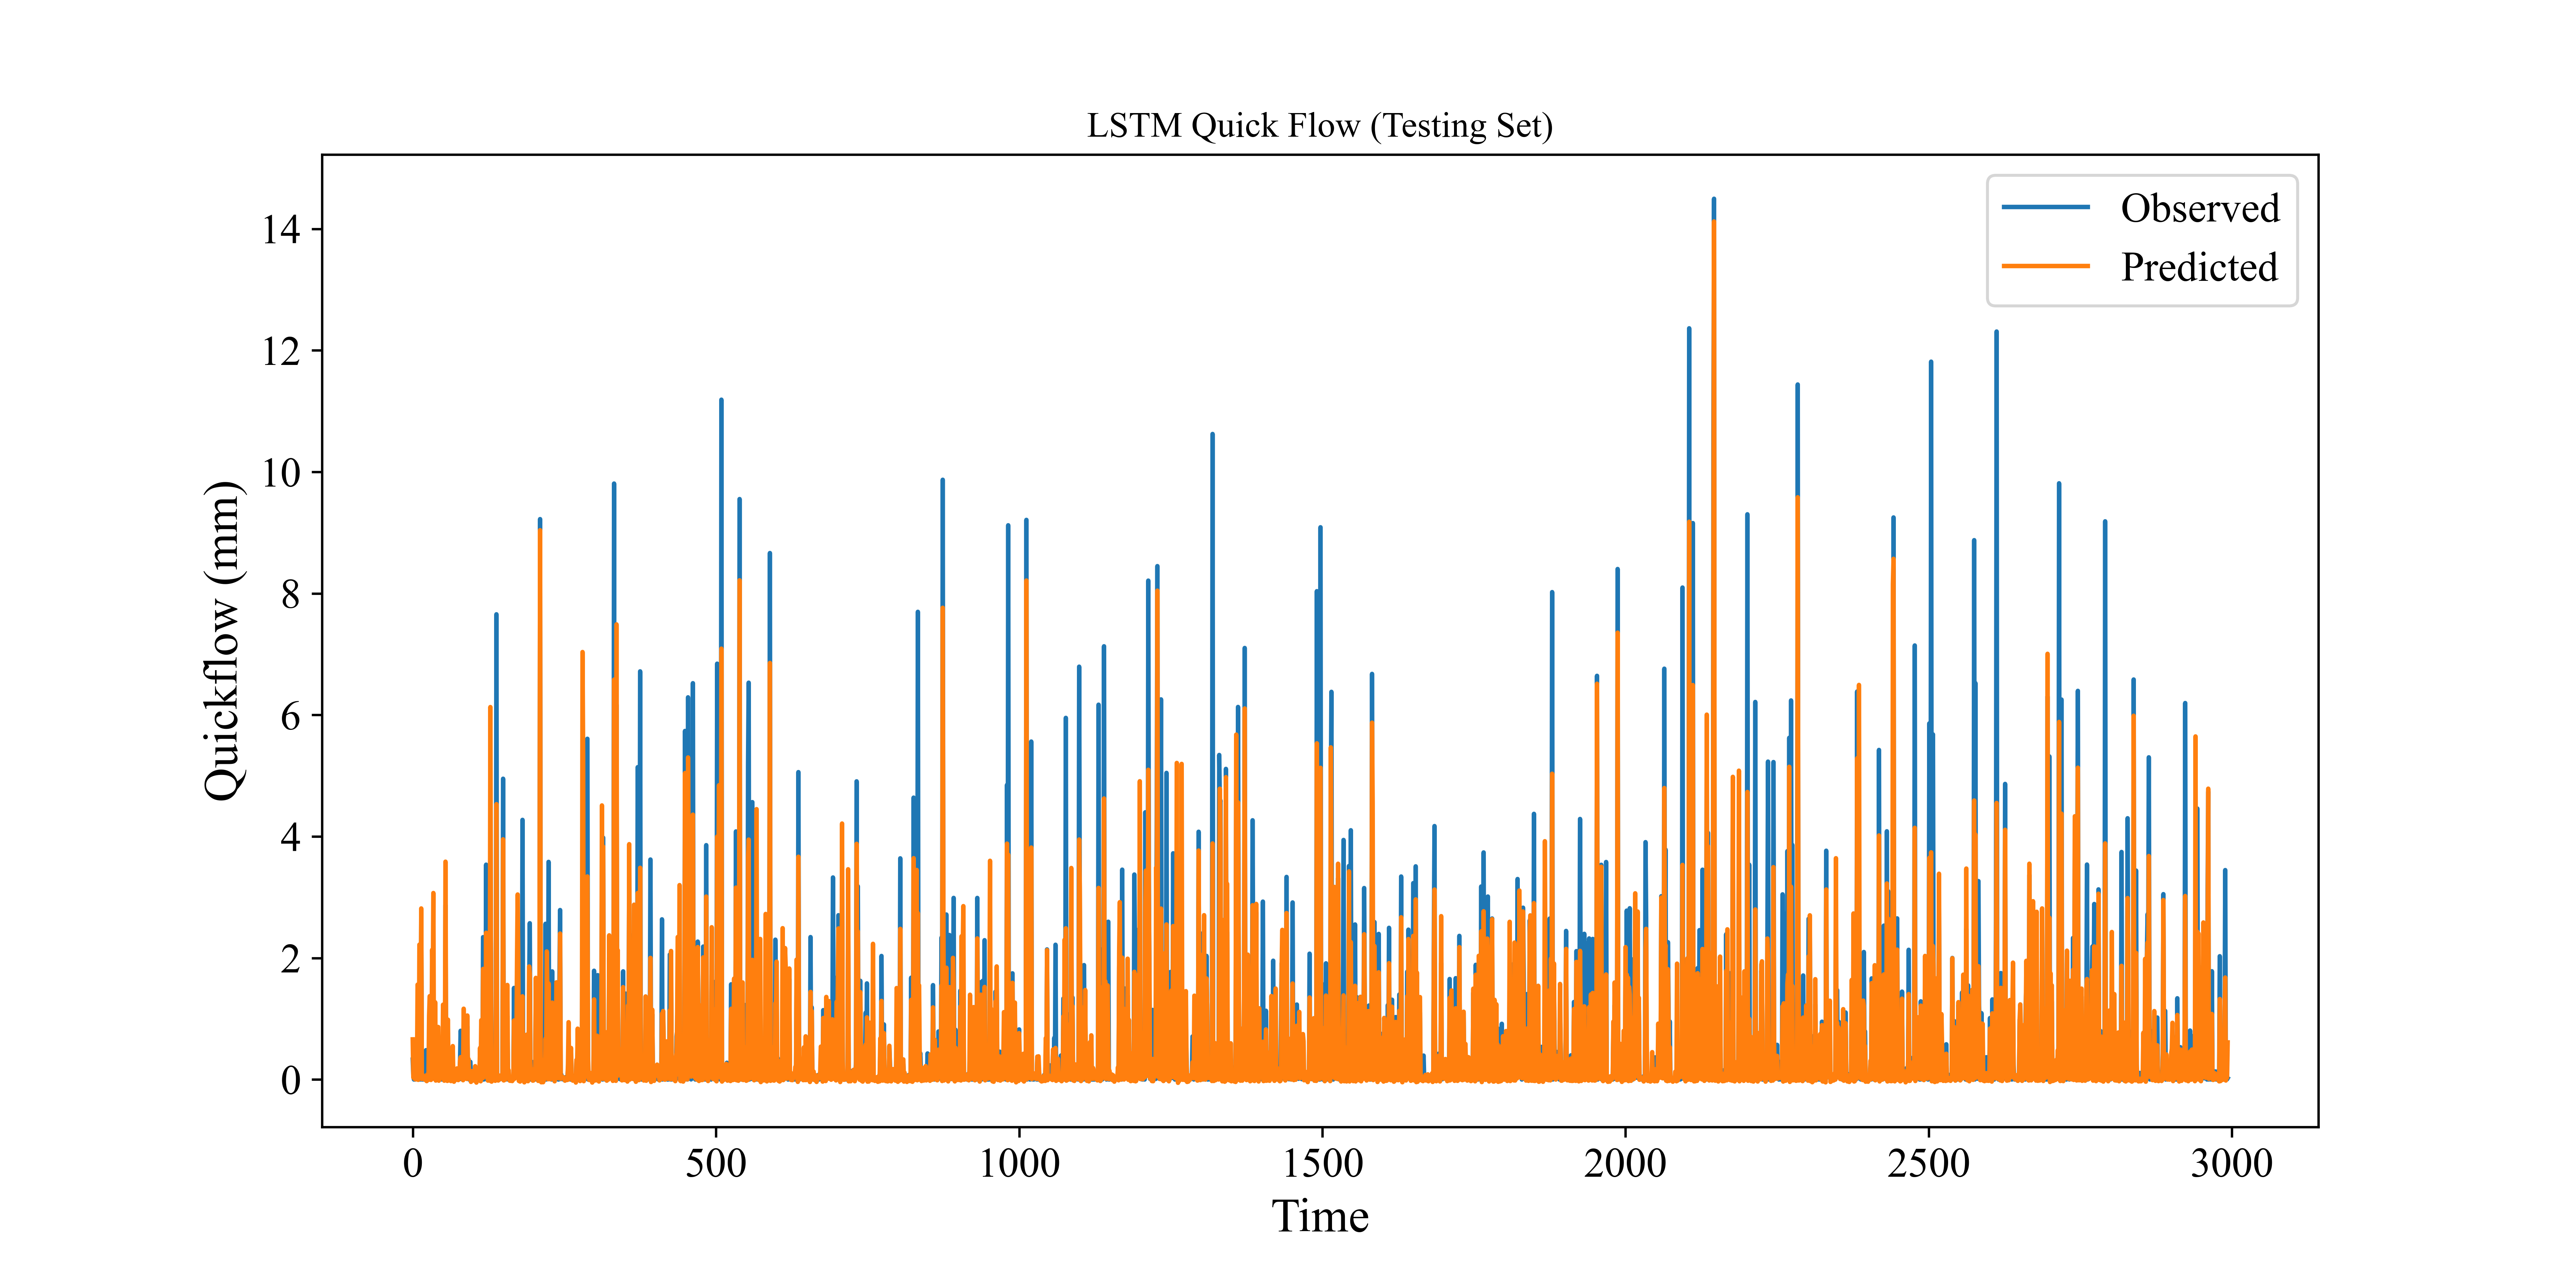 LSTM Quick Flow (Testing Set)
Observed
Predicted
14
12
10
8
6
4
2
0
Quickflow (mm)
0 500 1000 1500 2000 2500 3000
Time